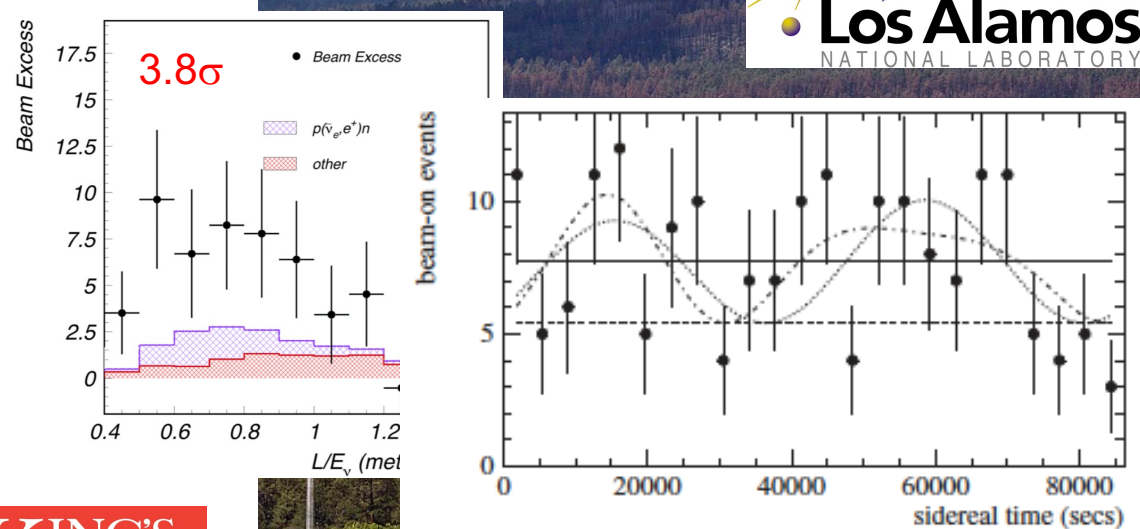 Los Alamos
NATIONAL LABORATORY
Beam Excess
17.5
15
12.5
10
7.5
5
2.5
0
3.8σ
Beam Excess
p(ν̄e,e+)n
other
0.4 0.6 0.8 1 1.2
L/Eν
beam-on events
10
5
0
0 20000 40000 60000 80000
sidereal time (secs)